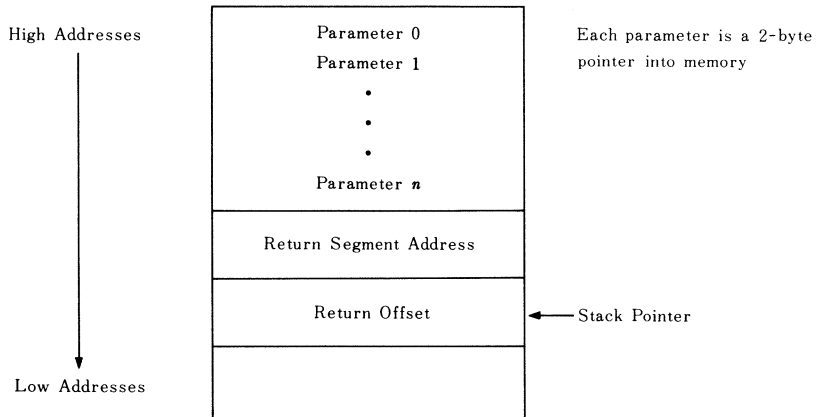 High Addresses
Parameter 0
Each parameter is a 2-byte
pointer into memory
Parameter 1
•
•
•
Parameter n
Return Segment Address
Return Offset
Stack Pointer
Low Addresses